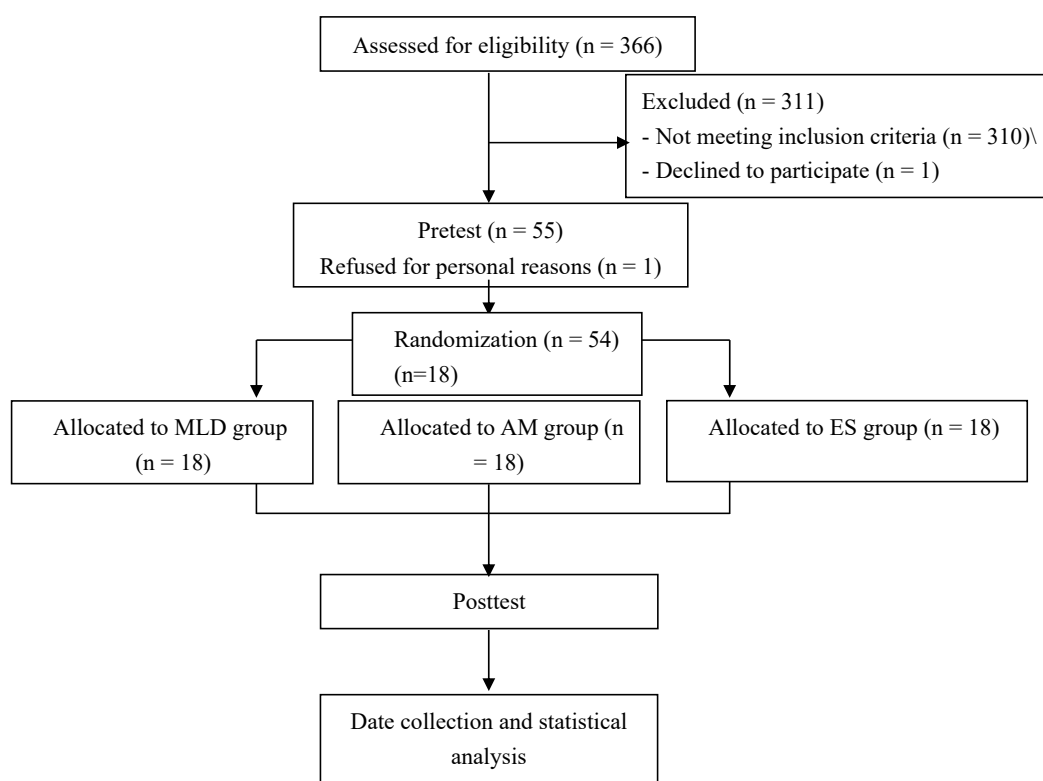 Assessed for eligibility (n = 366)
Excluded (n = 311)
- Not meeting inclusion criteria (n = 310)\
- Declined to participate (n = 1)
Pretest (n = 55)
Refused for personal reasons (n = 1)
Randomization (n = 54)
(n=18)
Allocated to MLD group
(n = 18)
Allocated to AM group (n
= 18)
Allocated to ES group (n = 18)
Posttest
Date collection and statistical
analysis